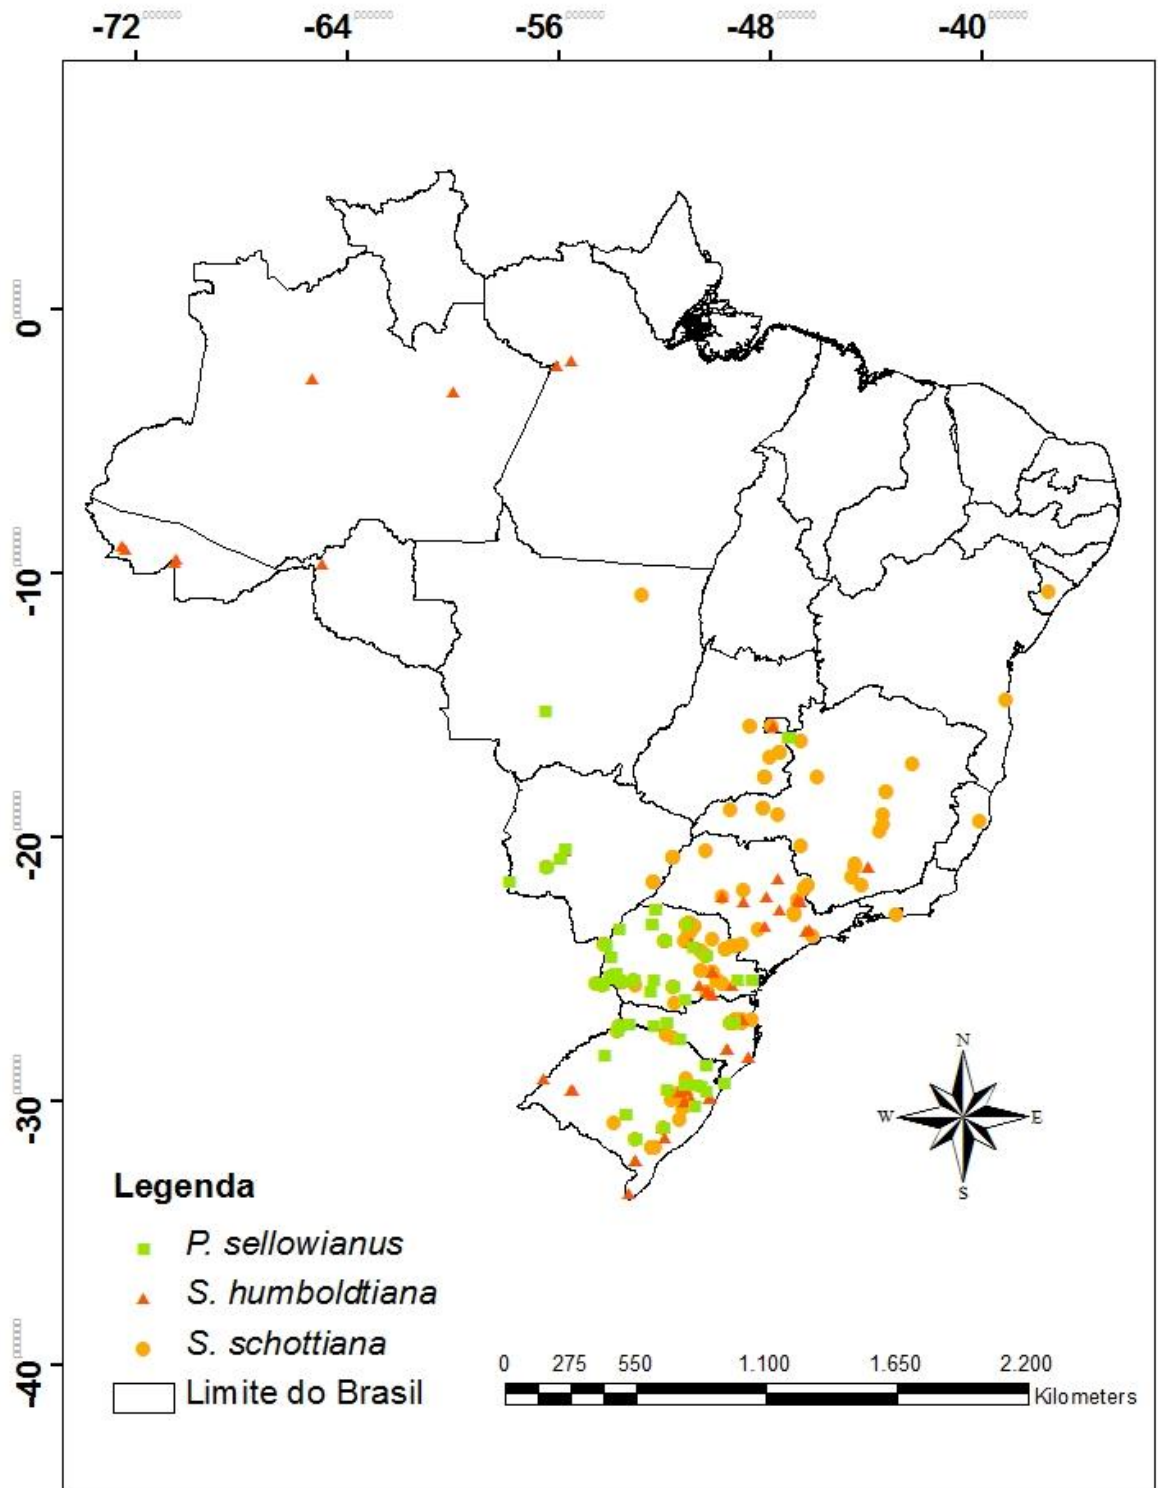 -72 -64 -56 -48 -40
0
-10
-20
-30
-40
N
W E
S
Legenda
P. sellowianus
S. humboldtiana
S. schottiana
Limite do Brasil
0 275 550 1.100 1.650 2.200
Kilometers